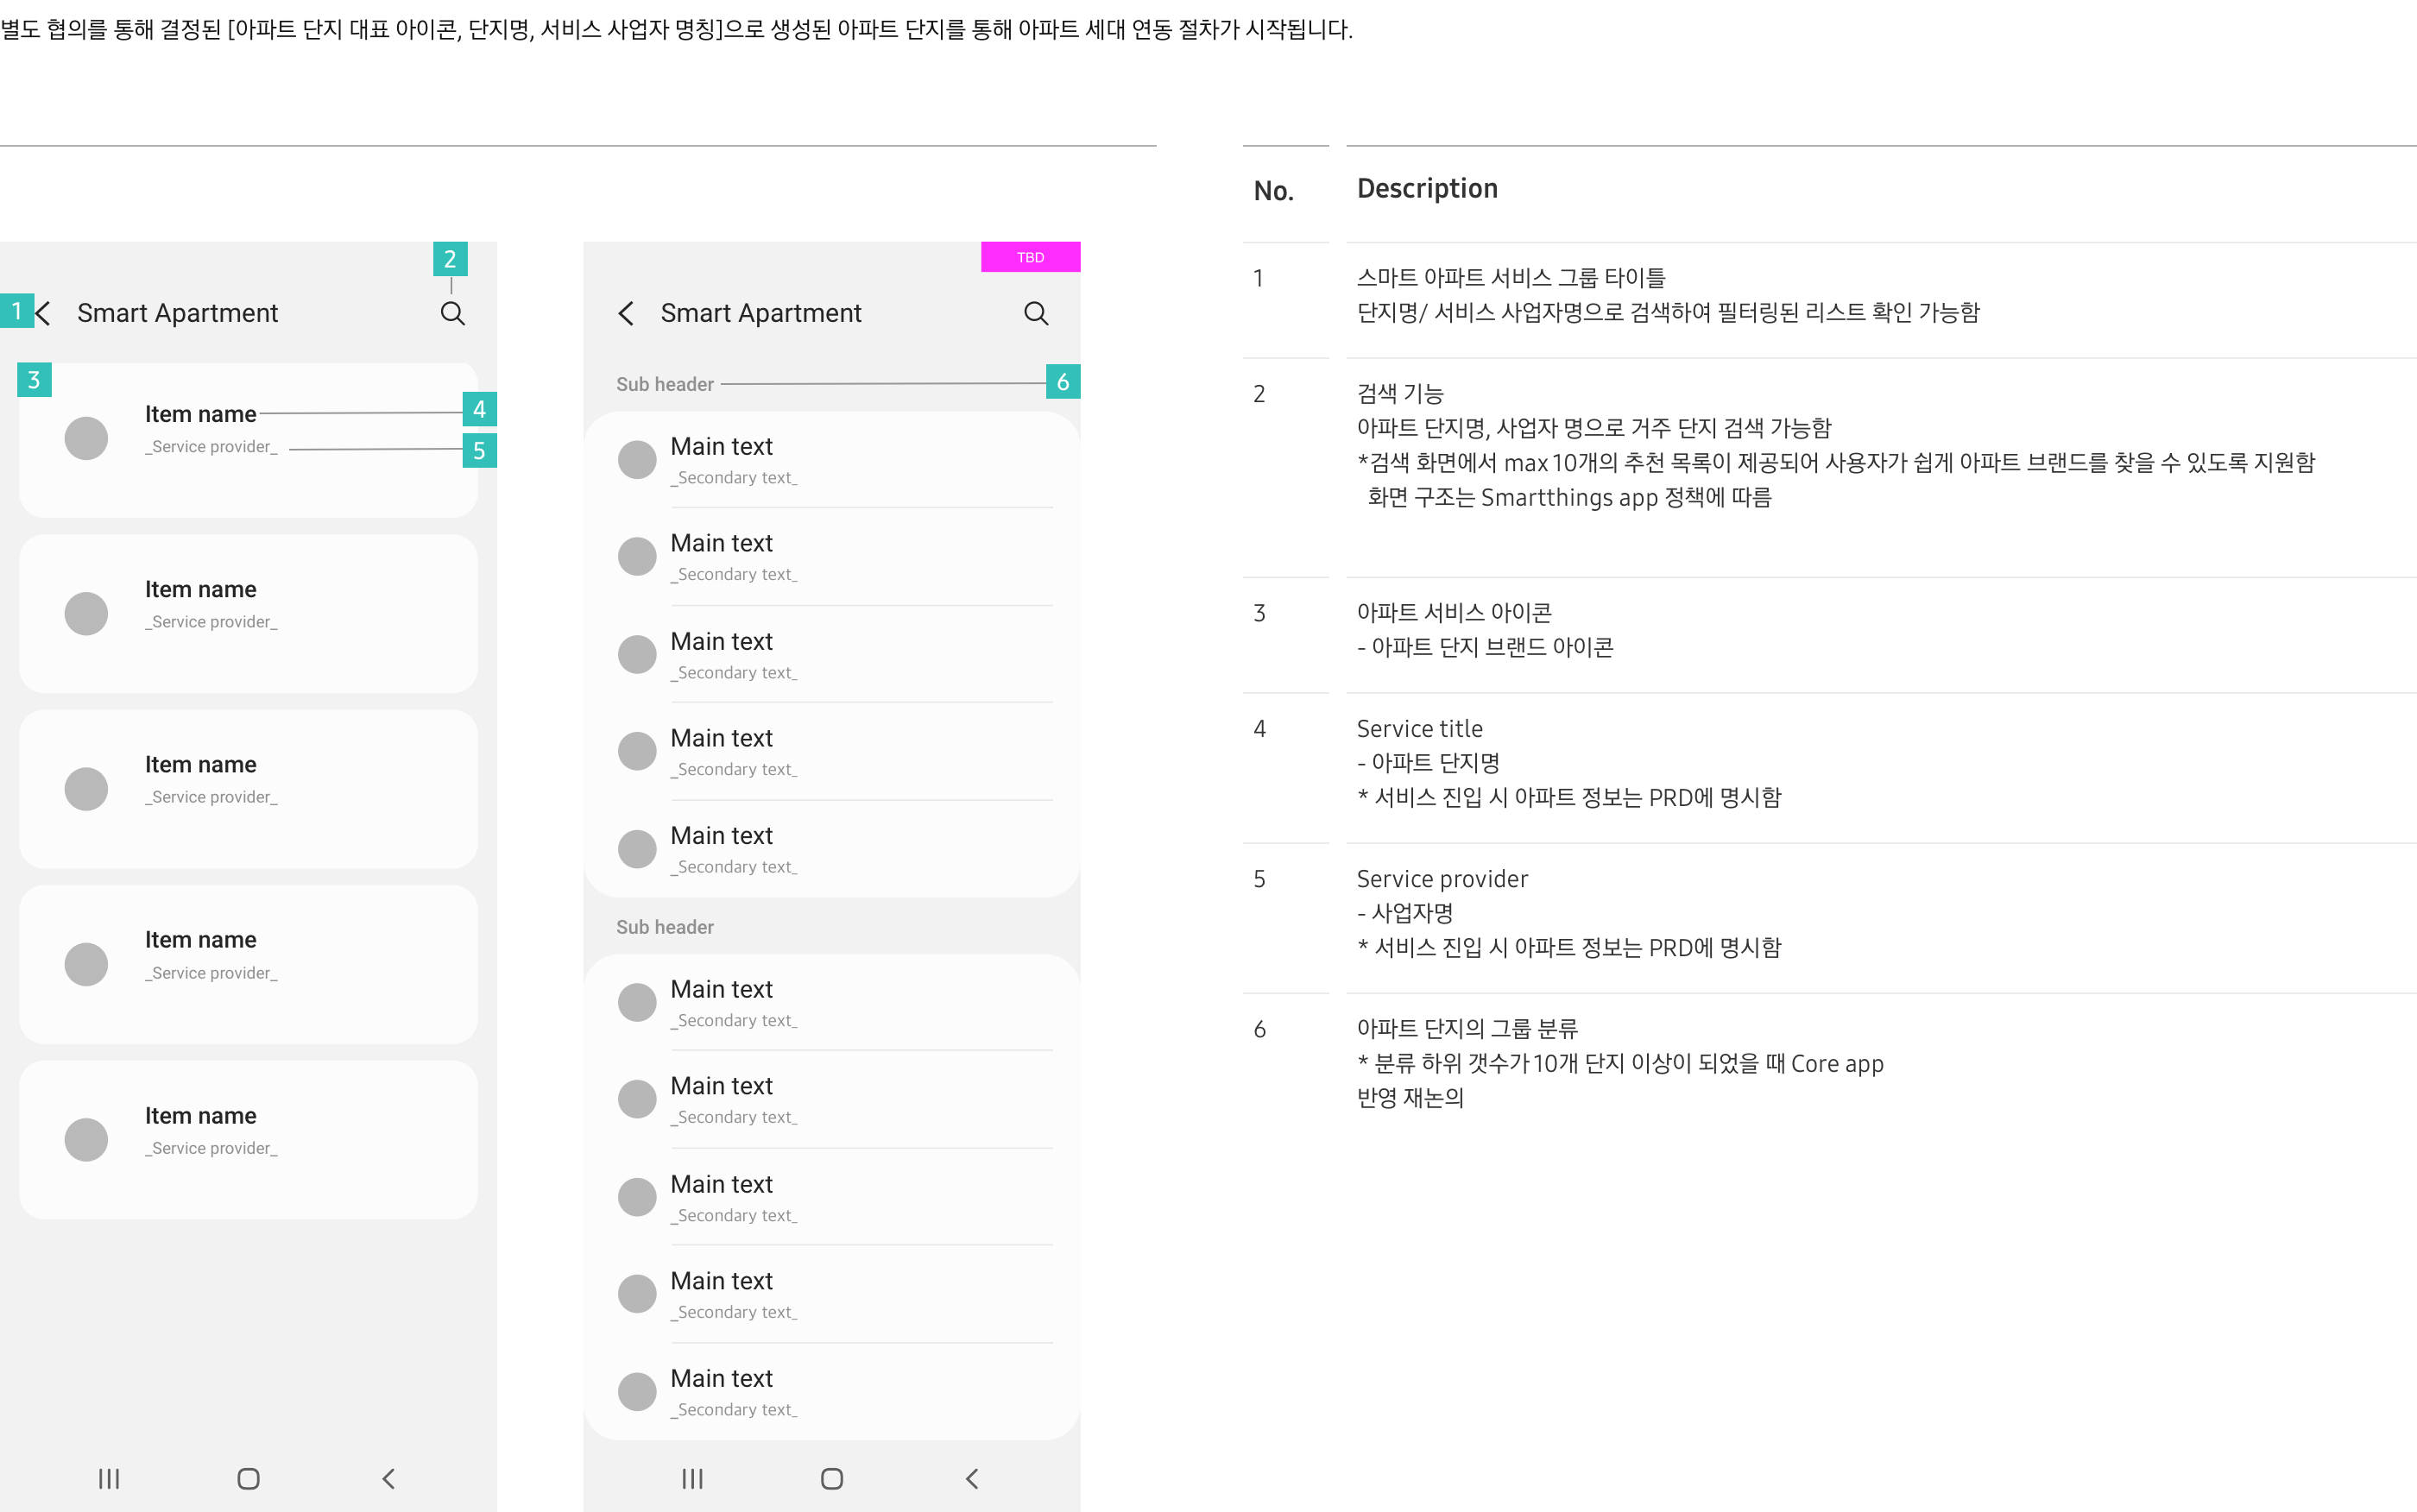 별도 협의를 통해 결정된 [아파트 단지 대표 아이콘, 단지명, 서비스 사업자 명칭]으로 생성된 아파트 단지를 통해 아파트 세대 연동 절차가 시작됩니다.
2
1
Smart Apartment
3
Item name
4
_Service provider_
5
Item name
_Service provider_
Item name
_Service provider_
Item name
_Service provider_
Item name
_Service provider_
TBD
Smart Apartment
Sub header
6
Main text
_Secondary text_
Main text
_Secondary text_
Main text
_Secondary text_
Main text
_Secondary text_
Main text
_Secondary text_
Sub header
Main text
_Secondary text_
Main text
_Secondary text_
Main text
_Secondary text_
Main text
_Secondary text_
Main text
_Secondary text_
No. Description
1 스마트 아파트 서비스 그룹 타이틀
단지명/ 서비스 사업자명으로 검색하여 필터링된 리스트 확인 가능함
2 검색 기능
아파트 단지명, 사업자 명으로 거주 단지 검색 가능함
*검색 화면에서 max 10개의 추천 목록이 제공되어 사용자가 쉽게 아파트 브랜드를 찾을 수 있도록 지원함
화면 구조는 Smartthings app 정책에 따름
3 아파트 서비스 아이콘
- 아파트 단지 브랜드 아이콘
4 Service title
- 아파트 단지명
* 서비스 진입 시 아파트 정보는 PRD에 명시함
5 Service provider
- 사업자명
* 서비스 진입 시 아파트 정보는 PRD에 명시함
6 아파트 단지의 그룹 분류
* 분류 하위 갯수가 10개 단지 이상이 되었을 때 Core app
반영 재논의